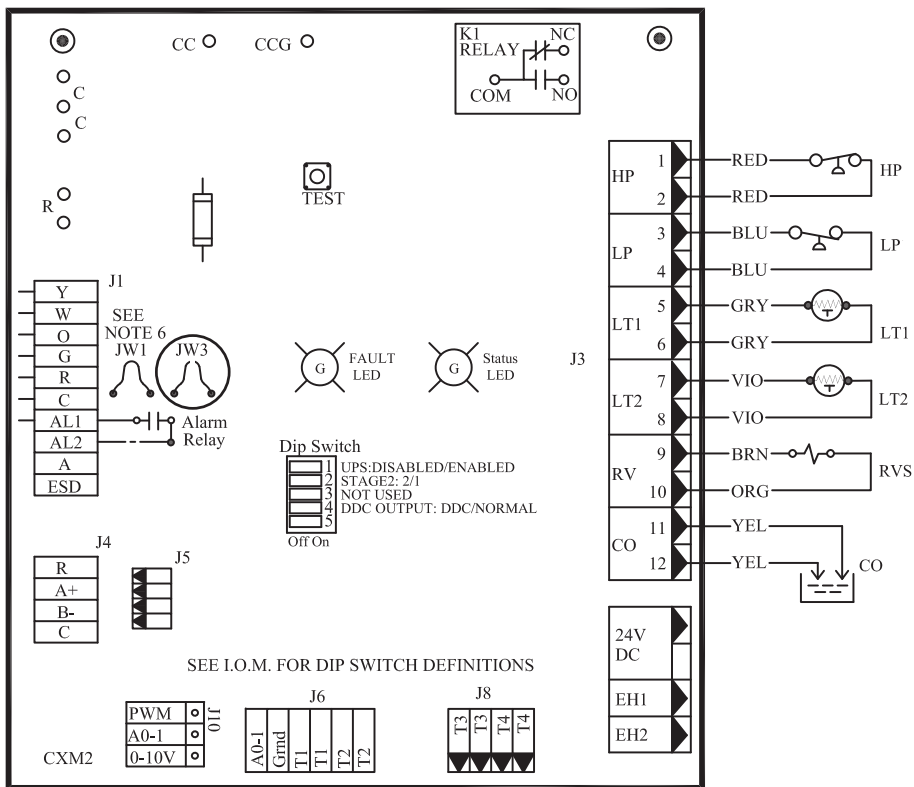 CC
CCG
K1
RELAY
NC
COM
NO
C
C
R
TEST
J1
Y
W
O
G
R
C
AL1
AL2
A
ESD
SEE
NOTE 6
JW1
JW3
Alarm
Relay
G
FAULT
LED
G
Status
LED
J3
Dip Switch
1 UPS:DISABLED/ENABLED
2 STAGE2: 2/1
3 NOT USED
4 DDC OUTPUT: DDC/NORMAL
5
Off On
HP
1
RED
2
RED
HP
LP
3
BLU
4
BLU
LP
LT1
5
GRY
6
GRY
LT1
T
LT2
7
VIO
8
VIO
LT2
T
RV
9
BRN
10
ORG
RVS
CO
11
YEL
12
YEL
CO
24V
DC
EH1
EH2
J4
R
A+
B-
C
J5
SEE I.O.M. FOR DIP SWITCH DEFINITIONS
J10
PWM
A0-1
0-10V
J6
A0-1
Grnd
T1
T1
T2
T2
J8
T3
T3
T4
T4
CXM2